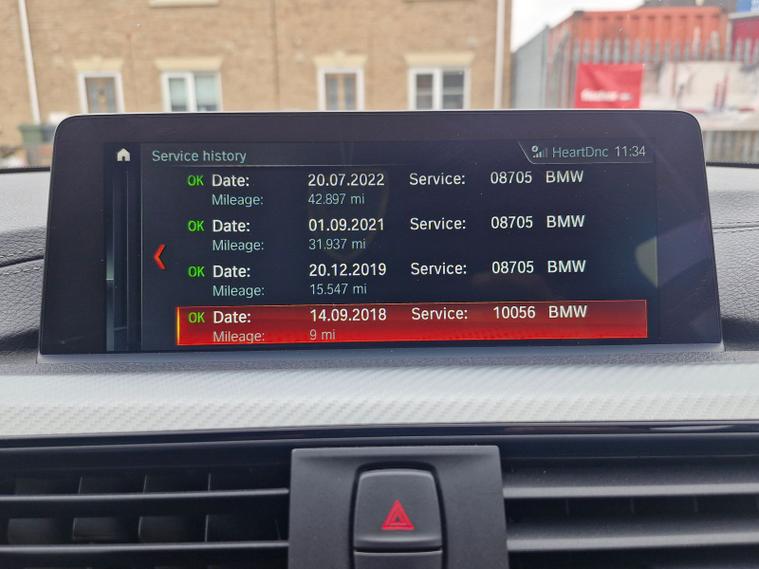 Service history HeartDnc 11:34
OK Date: 20.07.2022 Service: 08705 BMW
Mileage: 42.897 mi
OK Date: 01.09.2021 Service: 08705 BMW
Mileage: 31.937 mi
OK Date: 20.12.2019 Service: 08705 BMW
Mileage: 15.547 mi
OK Date: 14.09.2018 Service: 10056 BMW
Mileage: 9 mi